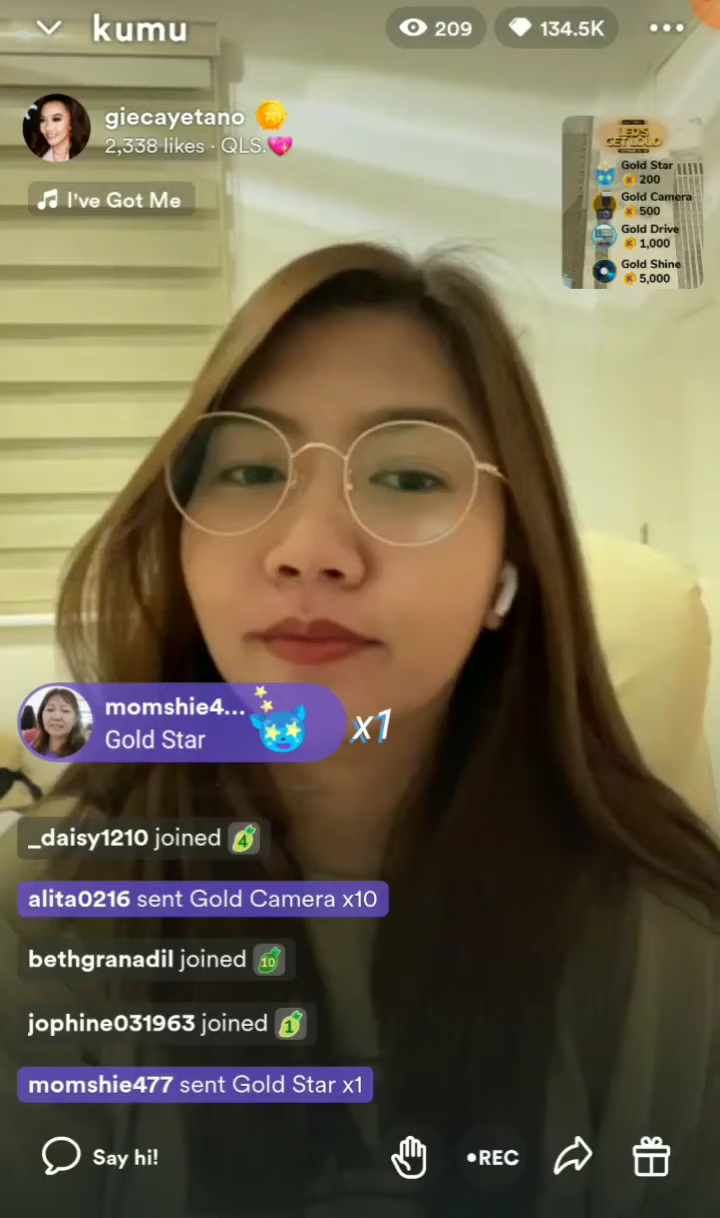 kumu
209
134.5K
giecayetano
2,338 likes · QLS.
I've Got Me
LED'S
GET LOUD
Gold Star
200
Gold Camera
500
Gold Drive
1,000
Gold Shine
5,000
momshie4...
Gold Star
x1
_daisy1210 joined 4
alita0216 sent Gold Camera x10
bethgranadil joined 10
jophine031963 joined 1
momshie477 sent Gold Star x1
Say hi!
•REC